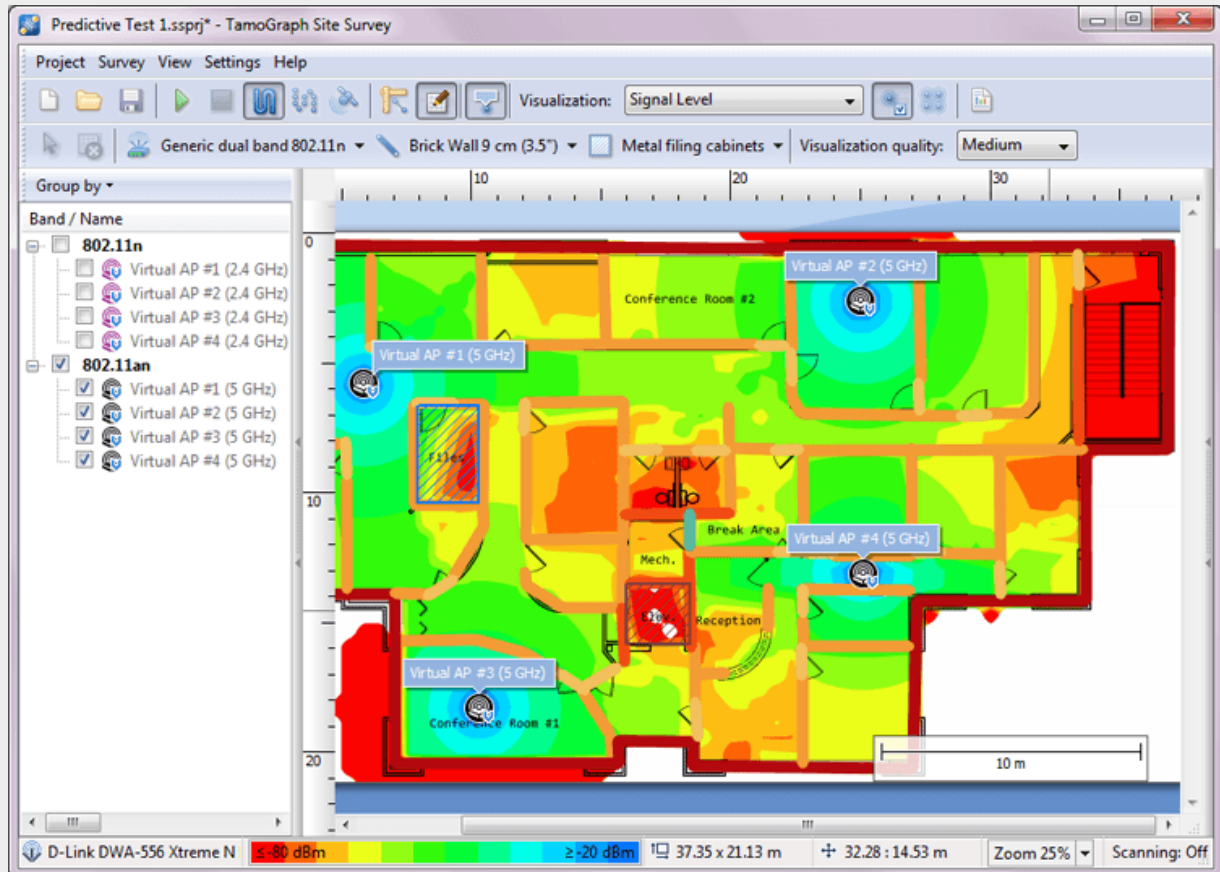 Predictive Test 1.ssprj* - TamoGraph Site Survey
Project Survey View Settings Help
Visualization: Signal Level
Generic dual band 802.11n Brick Wall 9 cm (3.5") Metal filing cabinets Visualization quality: Medium
Group by
Band / Name
802.11n
Virtual AP #1 (2.4 GHz)
Virtual AP #2 (2.4 GHz)
Virtual AP #3 (2.4 GHz)
Virtual AP #4 (2.4 GHz)
802.11an
Virtual AP #1 (5 GHz)
Virtual AP #2 (5 GHz)
Virtual AP #3 (5 GHz)
Virtual AP #4 (5 GHz)
10 20 30
0
10
20
Virtual AP #2 (5 GHz)
Conference Room #2
Virtual AP #1 (5 GHz)
Files
Break Area
Virtual AP #4 (5 GHz)
Mech.
Elev.
Reception
Virtual AP #3 (5 GHz)
Conference Room #1
10 m
D-Link DWA-556 Xtreme N ≤-80 dBm ≥-20 dBm 37.35 x 21.13 m 32.28 : 14.53 m Zoom 25% Scanning: Off